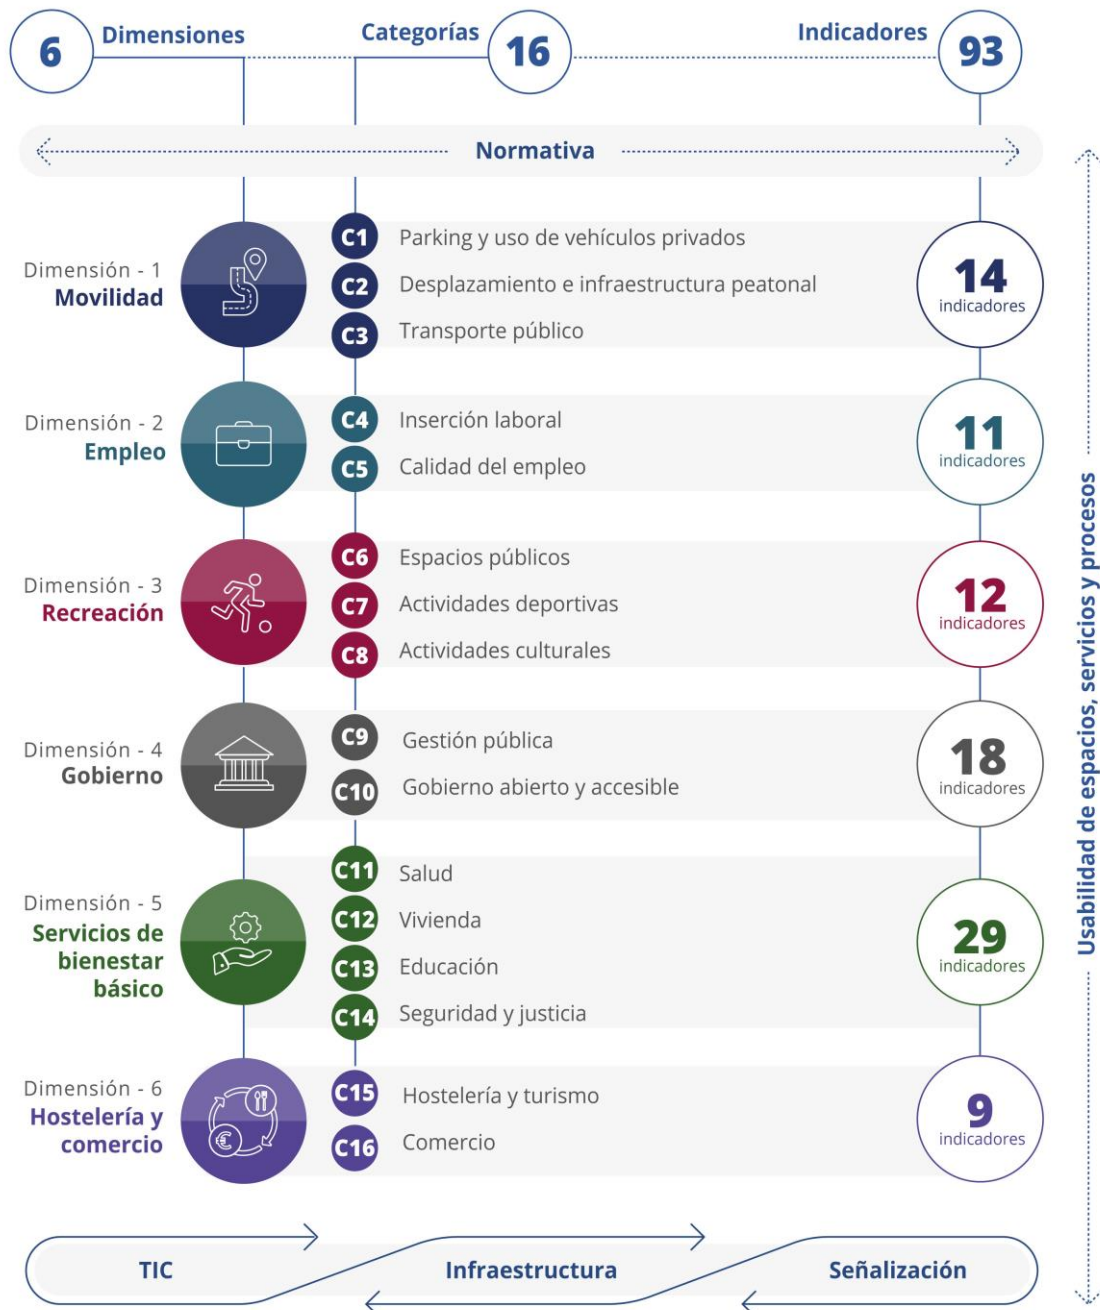 6
Dimensiones
Categorías
16
Indicadores
93
Normativa
Dimensión - 1
Movilidad
C1
Parking y uso de vehículos privados
C2
Desplazamiento e infraestructura peatonal
C3
Transporte público
14
indicadores
Dimensión - 2
Empleo
C4
Inserción laboral
C5
Calidad del empleo
11
indicadores
Dimensión - 3
Recreación
C6
Espacios públicos
C7
Actividades deportivas
C8
Actividades culturales
12
indicadores
Dimensión - 4
Gobierno
C9
Gestión pública
C10
Gobierno abierto y accesible
18
indicadores
Dimensión - 5
Servicios de
bienestar
básico
C11
Salud
C12
Vivienda
C13
Educación
C14
Seguridad y justicia
29
indicadores
Dimensión - 6
Hostelería y
comercio
€
C15
Hostelería y turismo
C16
Comercio
9
indicadores
Usabilidad de espacios, servicios y procesos
TIC
Infraestructura
Señalización